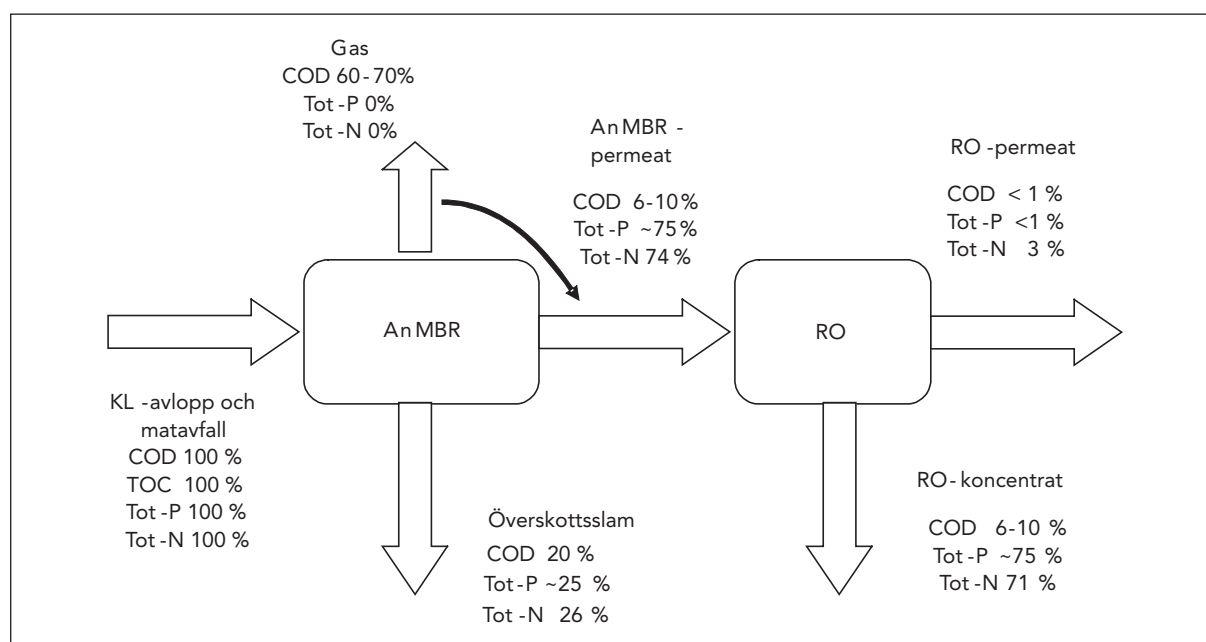 Gas
COD 60-70%
Tot-P 0%
Tot-N 0%
AnMBR-
permeat
COD 6-10%
Tot-P ~75%
Tot-N 74%
RO-permeat
COD < 1 %
Tot-P <1 %
Tot-N 3 %
AnMBR
RO
KL-avlopp och
matavfall
COD 100 %
TOC 100 %
Tot-P 100 %
Tot-N 100 %
Överskottsslam
COD 20 %
Tot-P ~25 %
Tot-N 26 %
RO-koncentrat
COD 6-10 %
Tot-P ~75 %
Tot-N 71 %